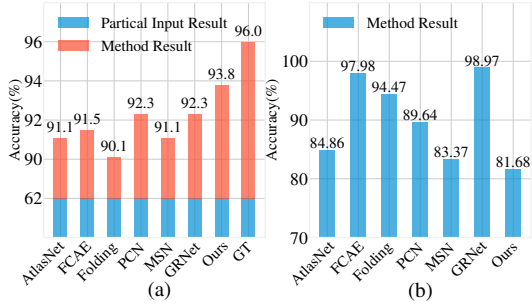 Partical Input Result
Method Result
Accuracy(%)
96
94
92
90
62
91.1
91.5
90.1
92.3
91.1
92.3
93.8
96.0
AtlasNet
FCAE
Folding
PCN
MSN
GRNet
Ours
GT
(a)
Method Result
Accuracy(%)
100
90
80
70
84.86
97.98
94.47
89.64
83.37
98.97
81.68
AtlasNet
FCAE
Folding
PCN
MSN
GRNet
Ours
(b)